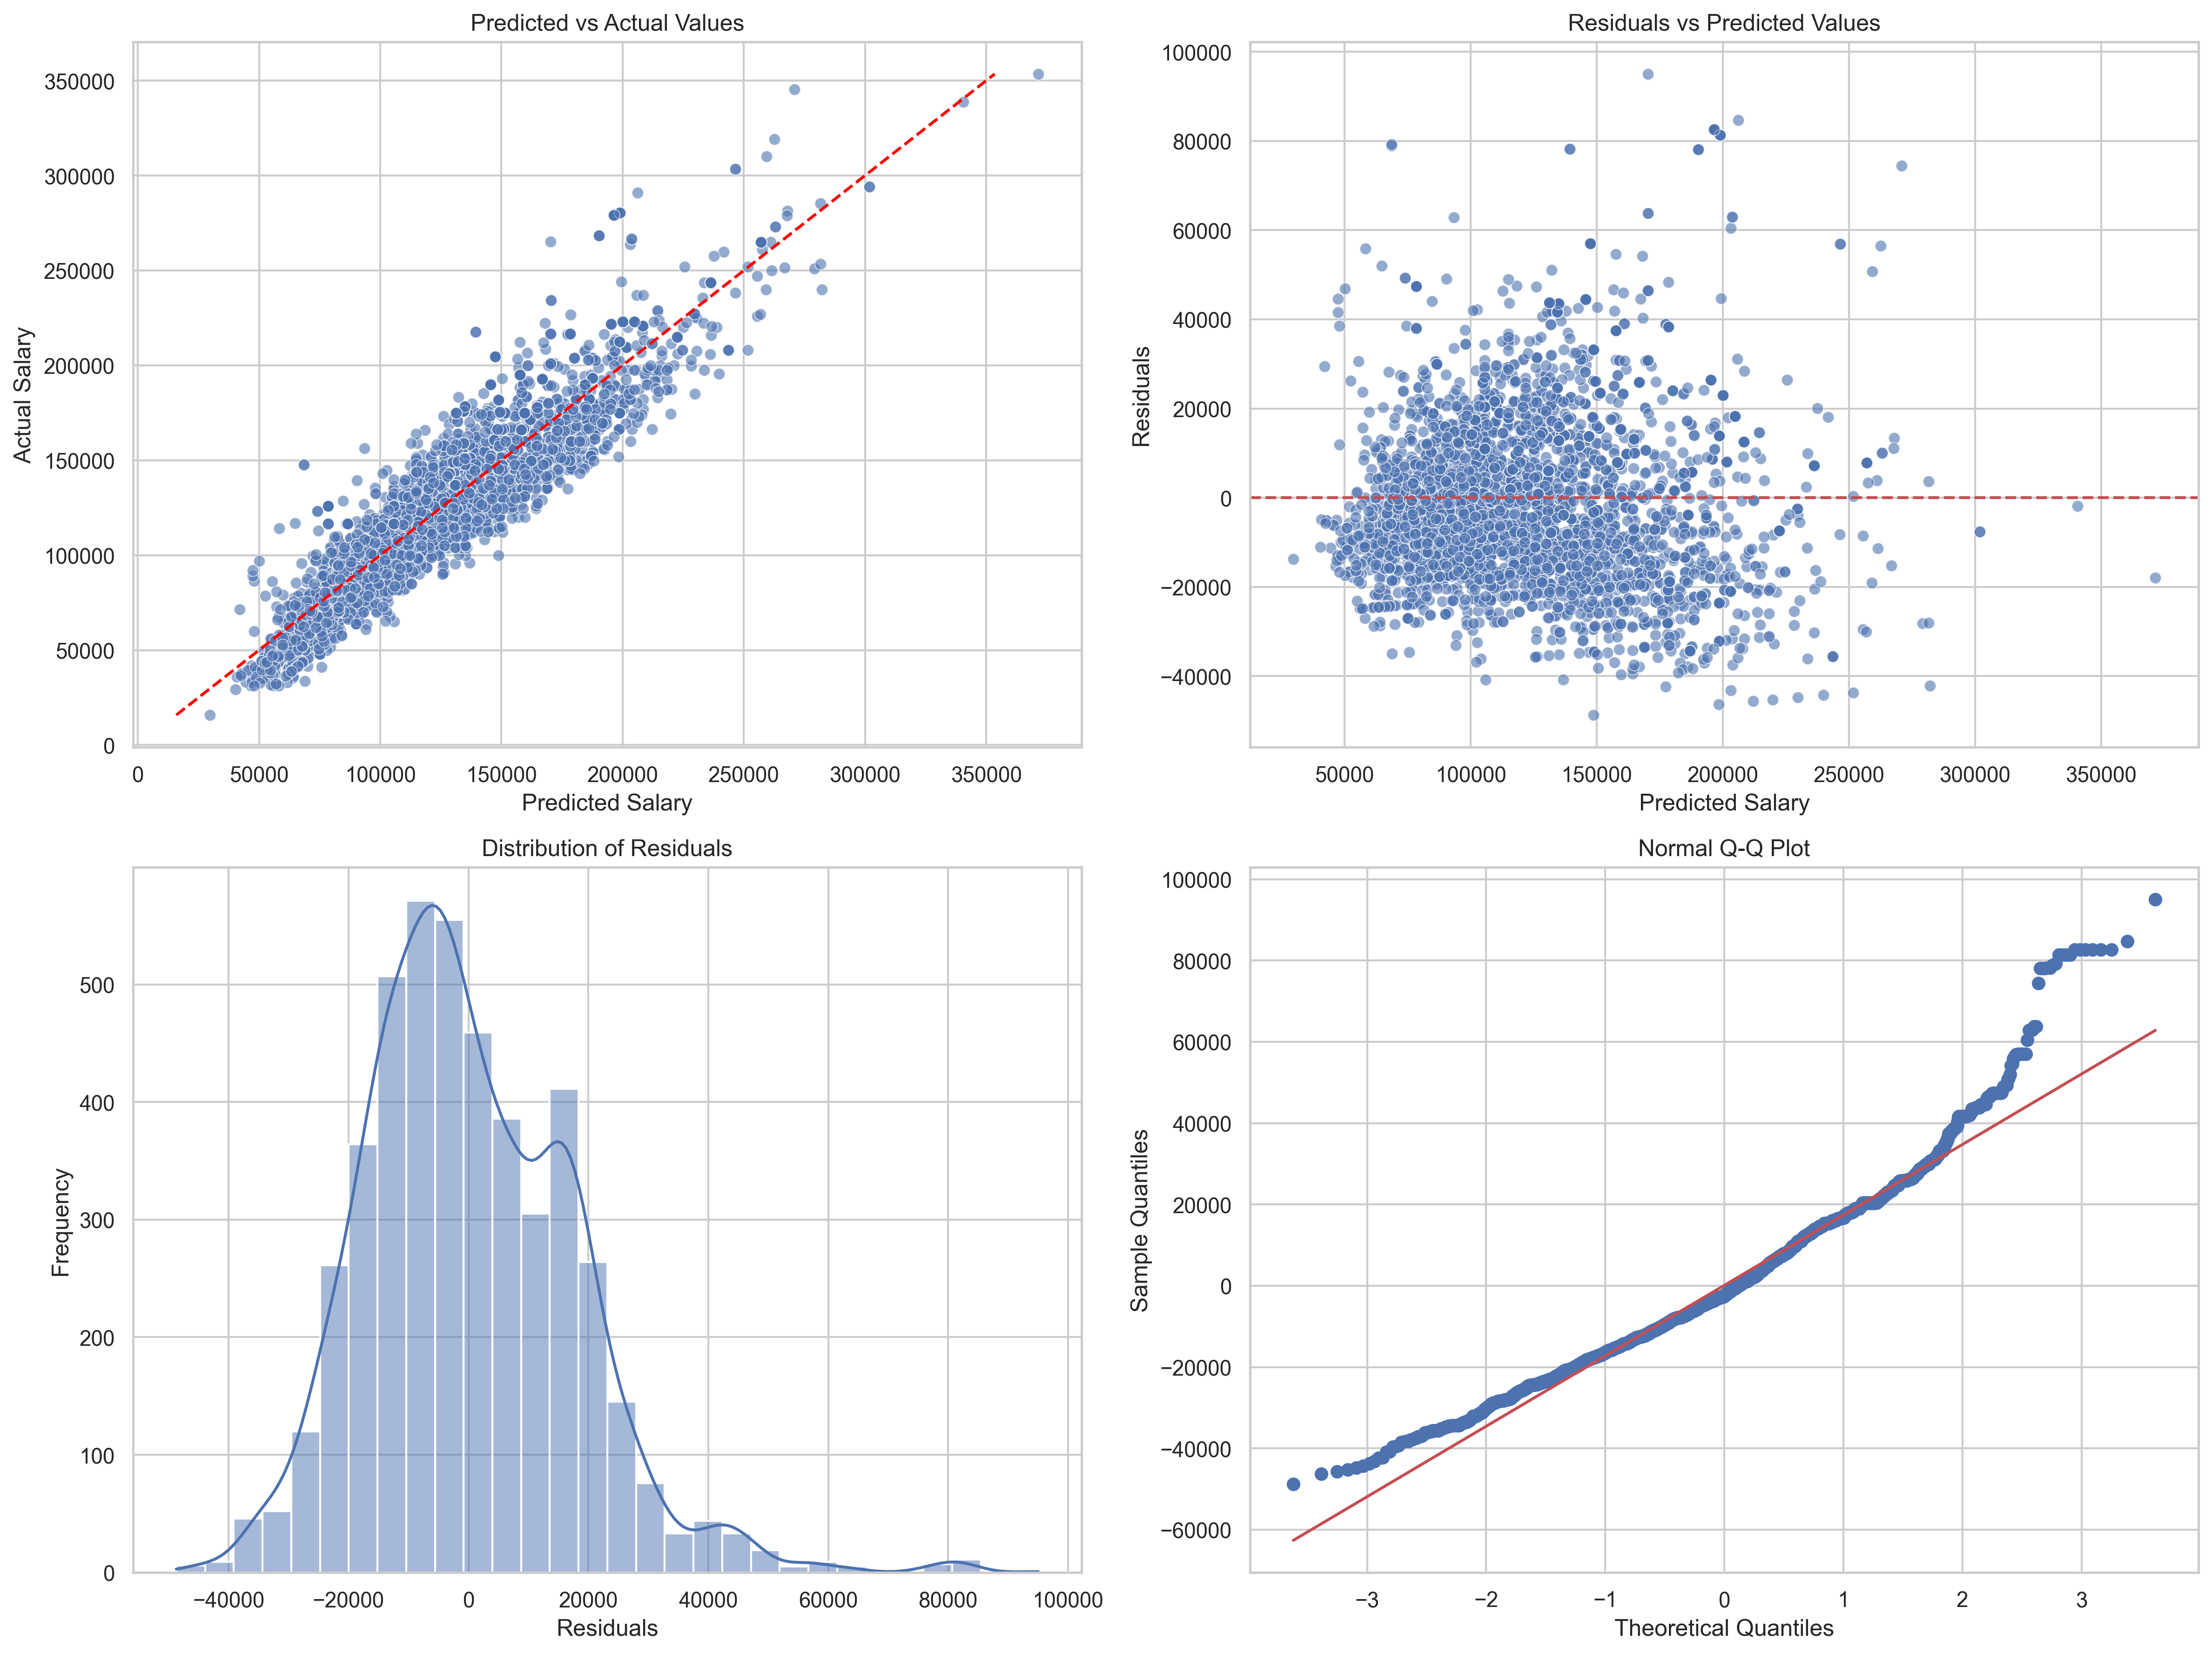 Predicted vs Actual Values
350000
300000
250000
200000
150000
100000
50000
0
Actual Salary
0 50000 100000 150000 200000 250000 300000 350000
Predicted Salary
Residuals vs Predicted Values
100000
80000
60000
40000
20000
0
−20000
−40000
Residuals
50000 100000 150000 200000 250000 300000 350000
Predicted Salary
Distribution of Residuals
500
400
300
200
100
0
Frequency
−40000 −20000 0 20000 40000 60000 80000 100000
Residuals
Normal Q-Q Plot
100000
80000
60000
40000
20000
0
−20000
−40000
−60000
Sample Quantiles
−3 −2 −1 0 1 2 3
Theoretical Quantiles